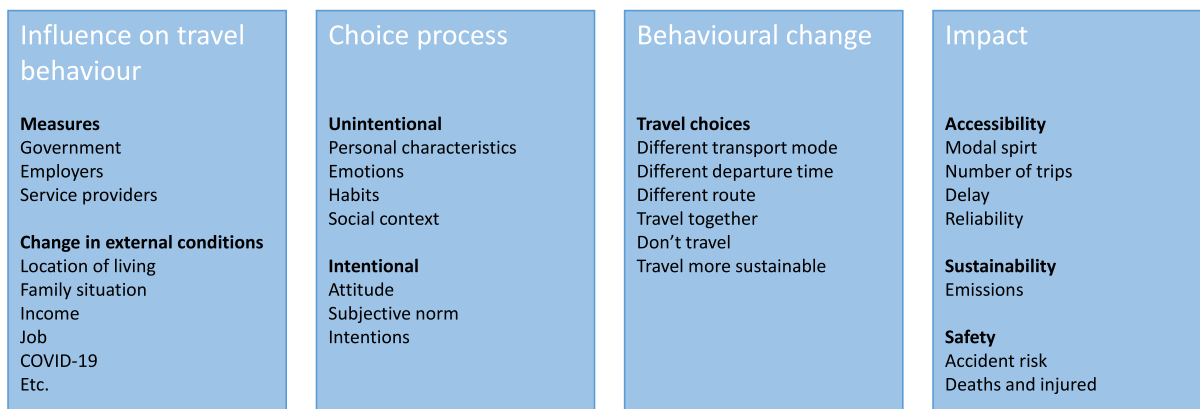 Influence on travel
behaviour
Measures
Government
Employers
Service providers
Change in external conditions
Location of living
Family situation
Income
Job
COVID-19
Etc.
Choice process
Unintentional
Personal characteristics
Emotions
Habits
Social context
Intentional
Attitude
Subjective norm
Intentions
Behavioural change
Travel choices
Different transport mode
Different departure time
Different route
Travel together
Don’t travel
Travel more sustainable
Impact
Accessibility
Modal spirt
Number of trips
Delay
Reliability
Sustainability
Emissions
Safety
Accident risk
Deaths and injured